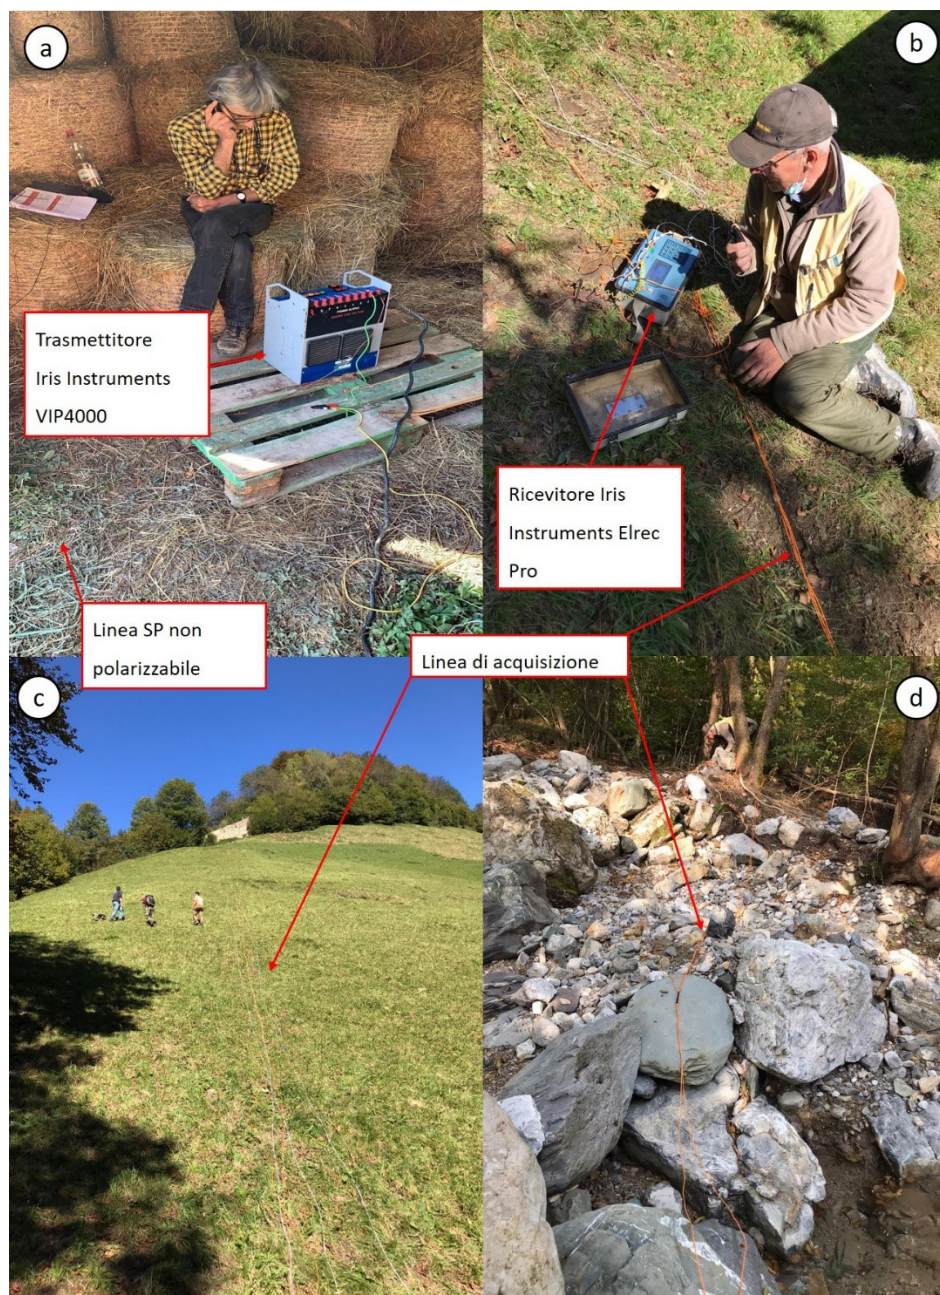 a
b
Trasmettitore
Iris Instruments
VIP4000
Ricevitore Iris
Instruments Elrec
Pro
Linea SP non
polarizzabile
Linea di acquisizione
c
d